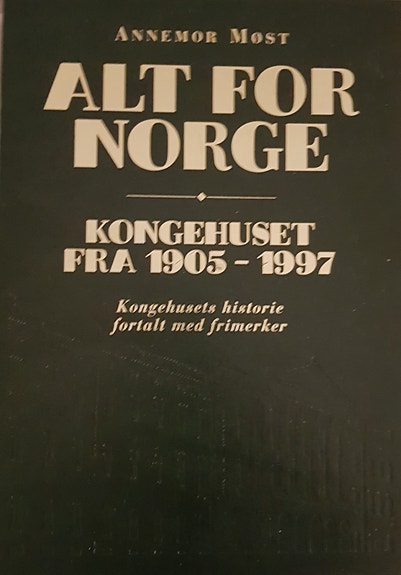 ANNEMOR MØST
ALT FOR
NORGE
KONGEHUSET
FRA 1905 – 1997
Kongehusets historie
fortalt med frimerker